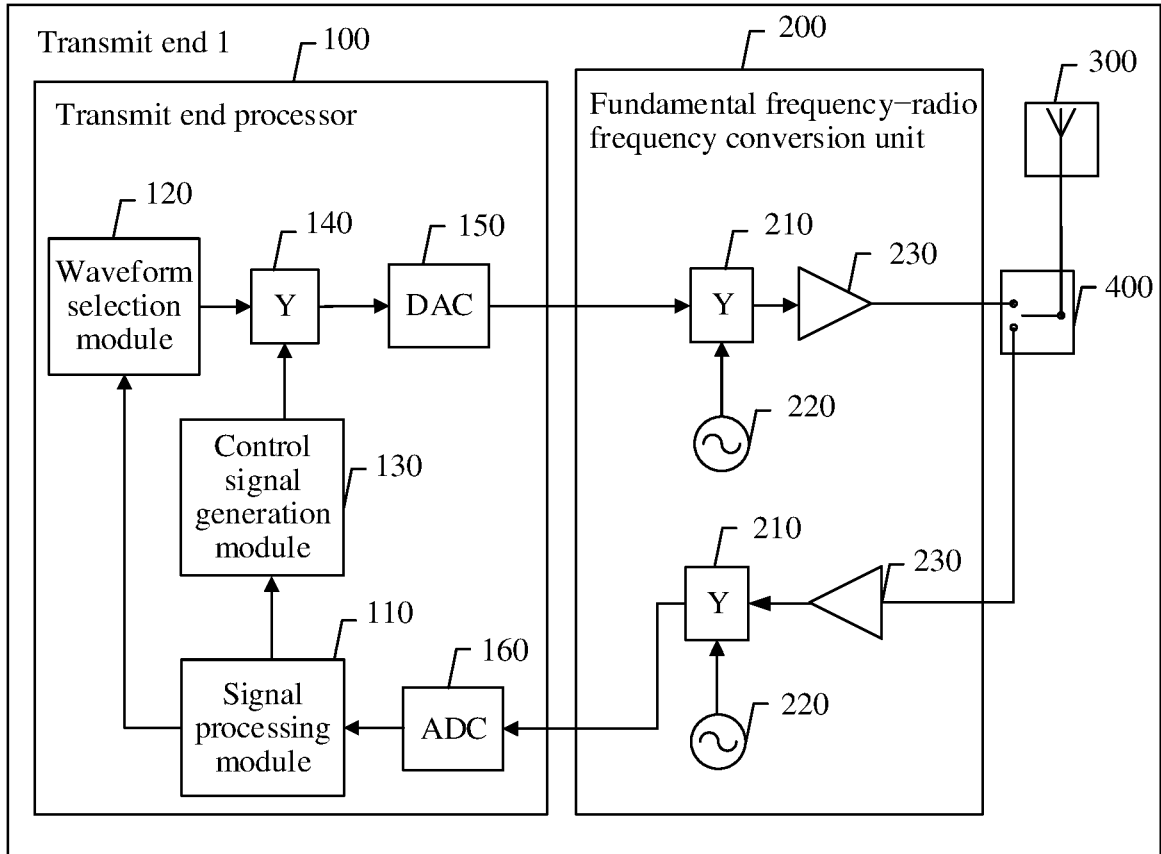 Transmit end 1
100
200
300
Transmit end processor
Fundamental frequency–radio
frequency conversion unit
120
140
150
210
230
400
Waveform
selection
module
Y
DAC
Y
220
Control
signal
generation
module
130
210
230
Y
110
160
220
Signal
processing
module
ADC